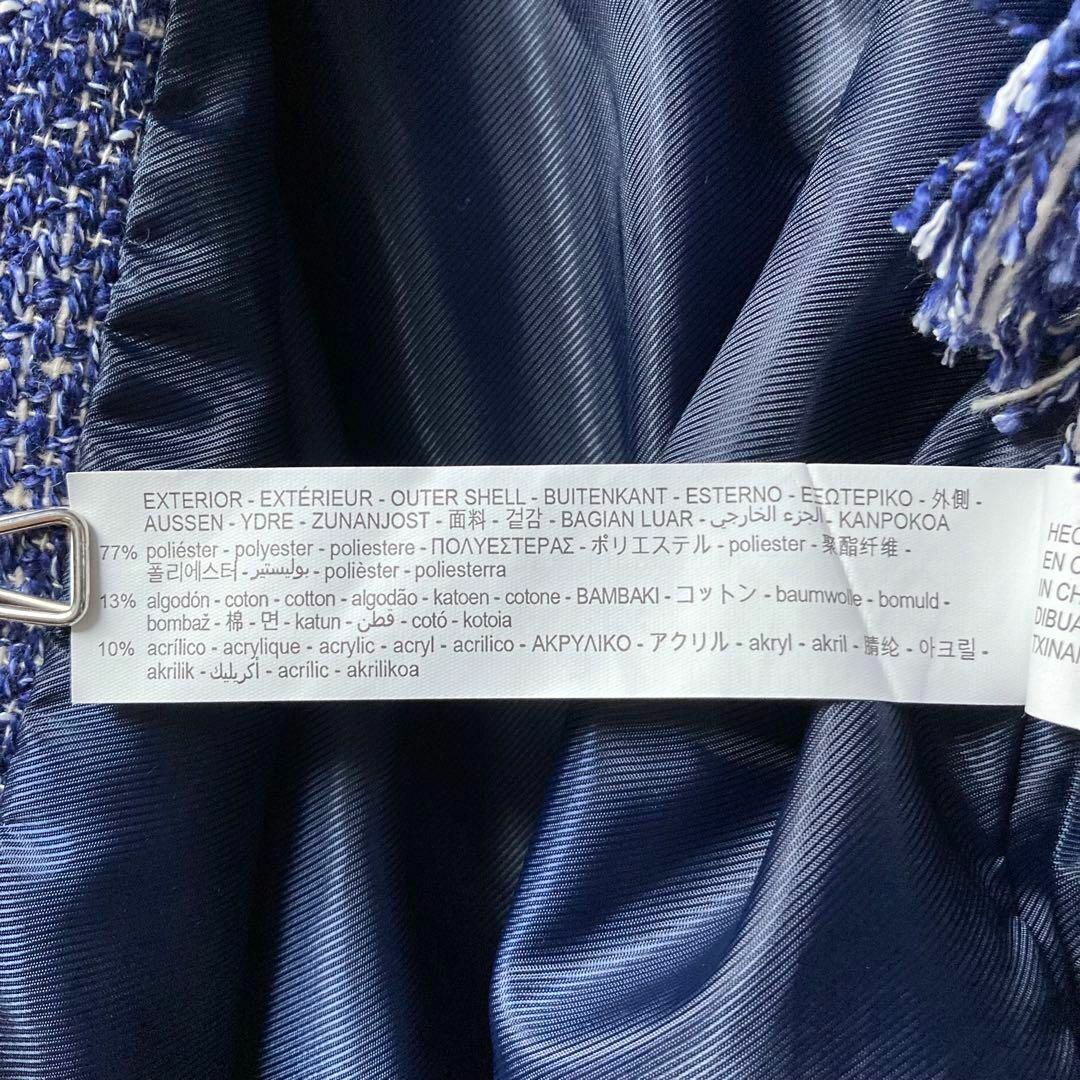 EXTERIOR - EXTÉRIEUR - OUTER SHELL - BUITENKANT - ESTERNO - ΕΞΩΤΕΡΙΚΟ - 外側 -
AUSSEN - YDRE - ZUNANJOST - 面料 - 겉감 - BAGIAN LUAR - الجزء الخارجي - KANPOKOA
77% poliéster - polyester - poliestere - ΠΟΛΥΕΣΤΕΡΑΣ - ポリエステル - poliester - 聚酯纤维 -
폴리에스터 - بوليستير - polièster - poliesterra
13% algodón - coton - cotton - algodão - katoen - cotone - ΒΑΜΒΑΚΙ - コットン - baumwolle - bomuld -
bombaž - 棉 - 면 - katun - قطن - cotó - kotoia
10% acrílico - acrylique - acrylic - acryl - acrilico - ΑΚΡΥΛΙΚΟ - アクリル - akryl - akril - 腈纶 - 아크릴 -
akrilik - أكريليك - acrílic - akrilikoa
HEC
EN C
IN CH
DIBUA
TXINAN